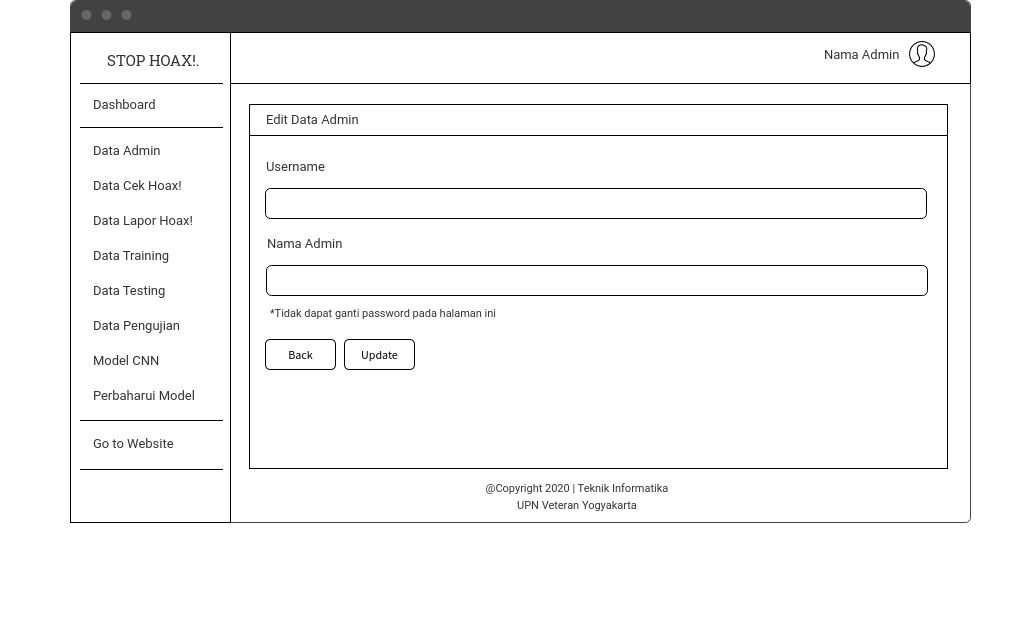 STOP HOAX!.
Nama Admin
Dashboard
Data Admin
Data Cek Hoax!
Data Lapor Hoax!
Data Training
Data Testing
Data Pengujian
Model CNN
Perbaharui Model
Go to Website
Edit Data Admin
Username
Nama Admin
*Tidak dapat ganti password pada halaman ini
Back
Update
@Copyright 2020 | Teknik Informatika
UPN Veteran Yogyakarta